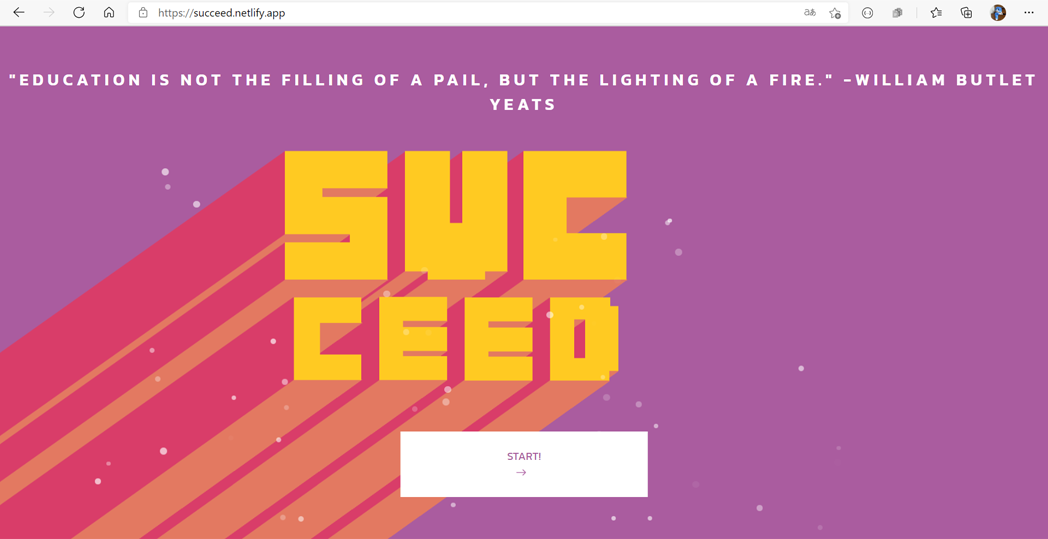 https://succeed.netlify.app
"EDUCATION IS NOT THE FILLING OF A PAIL, BUT THE LIGHTING OF A FIRE." -WILLIAM BUTLET
YEATS
SUC
CEED
START!